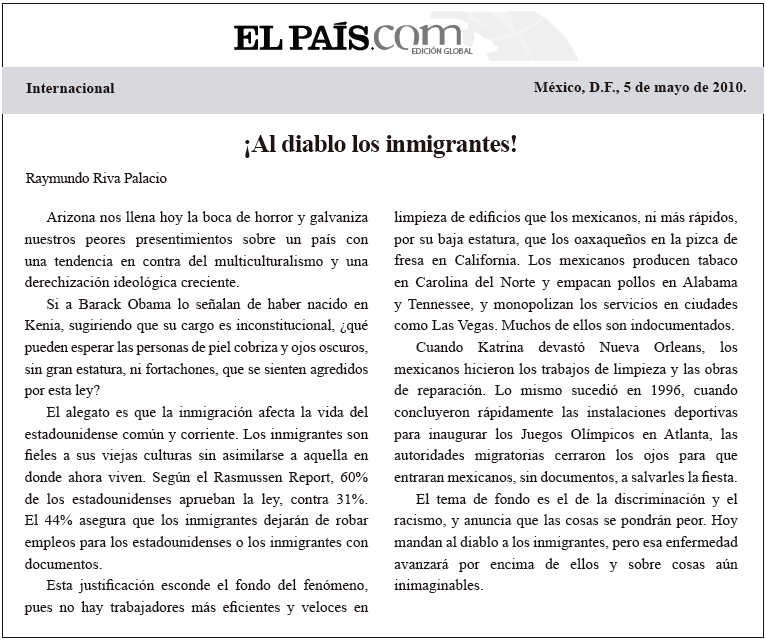 EL PAÍS.com
EDICIÓN GLOBAL
Internacional
México, D.F., 5 de mayo de 2010.
¡Al diablo los inmigrantes!
Raymundo Riva Palacio
Arizona nos llena hoy la boca de horror y galvaniza
nuestros peores presentimientos sobre un país con
una tendencia en contra del multiculturalismo y una
derechización ideológica creciente.
Si a Barack Obama lo señalan de haber nacido en
Kenia, sugiriendo que su cargo es inconstitucional, ¿qué
pueden esperar las personas de piel cobriza y ojos oscuros,
sin gran estatura, ni fortachones, que se sienten agredidos
por esta ley?
El alegato es que la inmigración afecta la vida del
estadounidense común y corriente. Los inmigrantes son
fieles a sus viejas culturas sin asimilarse a aquella en
donde ahora viven. Según el Rasmussen Report, 60%
de los estadounidenses aprueban la ley, contra 31%.
El 44% asegura que los inmigrantes dejarán de robar
empleos para los estadounidenses o los inmigrantes con
documentos.
Esta justificación esconde el fondo del fenómeno,
pues no hay trabajadores más eficientes y veloces en
limpieza de edificios que los mexicanos, ni más rápidos,
por su baja estatura, que los oaxaqueños en la pizca de
fresa en California. Los mexicanos producen tabaco
en Carolina del Norte y empacan pollos en Alabama
y Tennessee, y monopolizan los servicios en ciudades
como Las Vegas. Muchos de ellos son indocumentados.
Cuando Katrina devastó Nueva Orleans, los
mexicanos hicieron los trabajos de limpieza y las obras
de reparación. Lo mismo sucedió en 1996, cuando
concluyeron rápidamente las instalaciones deportivas
para inaugurar los Juegos Olímpicos en Atlanta, las
autoridades migratorias cerraron los ojos para que
entraran mexicanos, sin documentos, a salvarles la fiesta.
El tema de fondo es el de la discriminación y el
racismo, y anuncia que las cosas se pondrán peor. Hoy
mandan al diablo a los inmigrantes, pero esa enfermedad
avanzará por encima de ellos y sobre cosas aún
inimaginables.